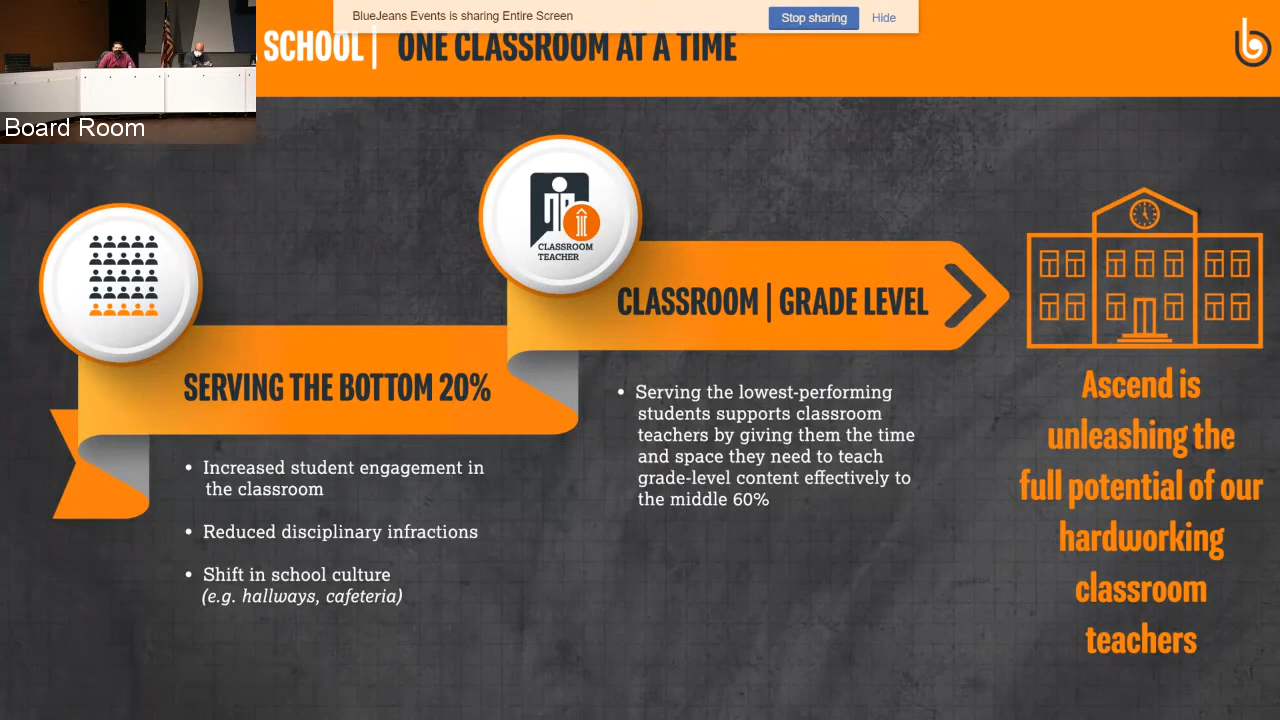 BlueJeans Events is sharing Entire Screen
Stop sharing
Hide
SCHOOL | ONE CLASSROOM AT A TIME
b
Board Room
CLASSROOM
TEACHER
CLASSROOM | GRADE LEVEL
SERVING THE BOTTOM 20%
• Increased student engagement in
the classroom
• Reduced disciplinary infractions
• Shift in school culture
(e.g. hallways, cafeteria)
• Serving the lowest-performing
students supports classroom
teachers by giving them the time
and space they need to teach
grade-level content effectively to
the middle 60%
Ascend is
unleashing the
full potential of our
hardworking
classroom
teachers